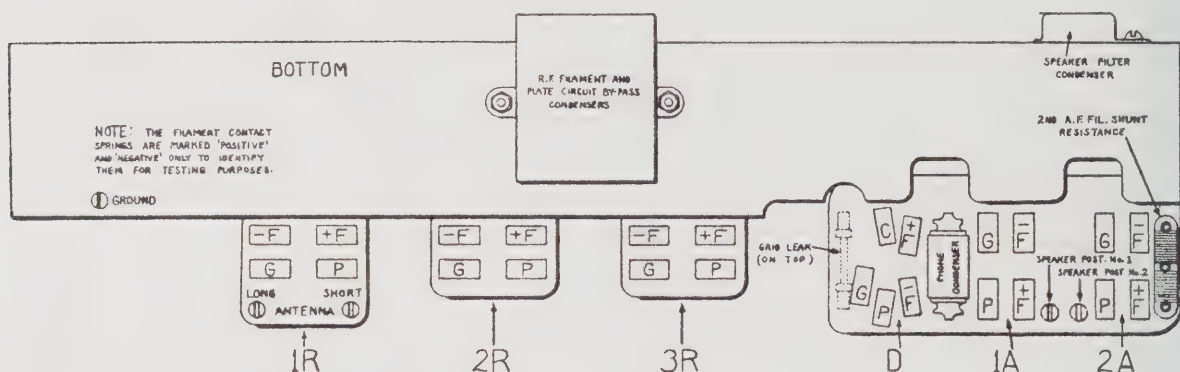 BOTTOM
R.F. FILAMENT AND
PLATE CIRCUIT BY-PASS
CONDENSERS
SPEAKER FILTER
CONDENSER
NOTE: THE FILAMENT CONTACT
SPRINGS ARE MARKED 'POSITIVE'
AND 'NEGATIVE' ONLY TO IDENTIFY
THEM FOR TESTING PURPOSES.
2ND A.F. FIL. SHUNT
RESISTANCE
GROUND
-F +F
G P
LONG SHORT
ANTENNA
-F +F
G P
-F +F
G P
GRID LEAK
(ON TOP)
C +F
G P -F
PHONE
CONDENSER
G -F
P +F
SPEAKER POST. No. 1
SPEAKER POST No. 2
G -F
P +F
1R 2R 3R D 1A 2A